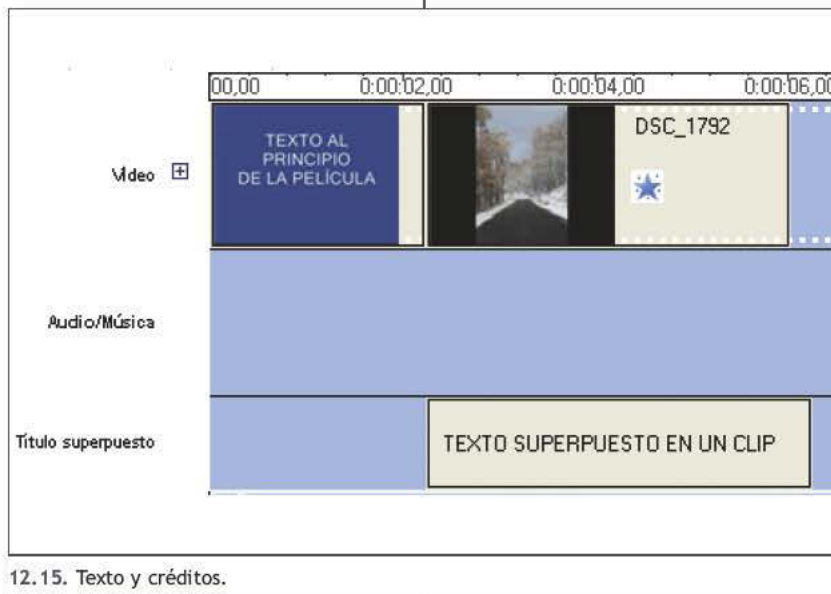 00,00 0:00:02,00 0:00:04,00 0:00:06,00
Vídeo
TEXTO AL
PRINCIPIO
DE LA PELÍCULA
DSC_1792
Audio/Música
Título superpuesto
TEXTO SUPERPUESTO EN UN CLIP
12.15. Texto y créditos.